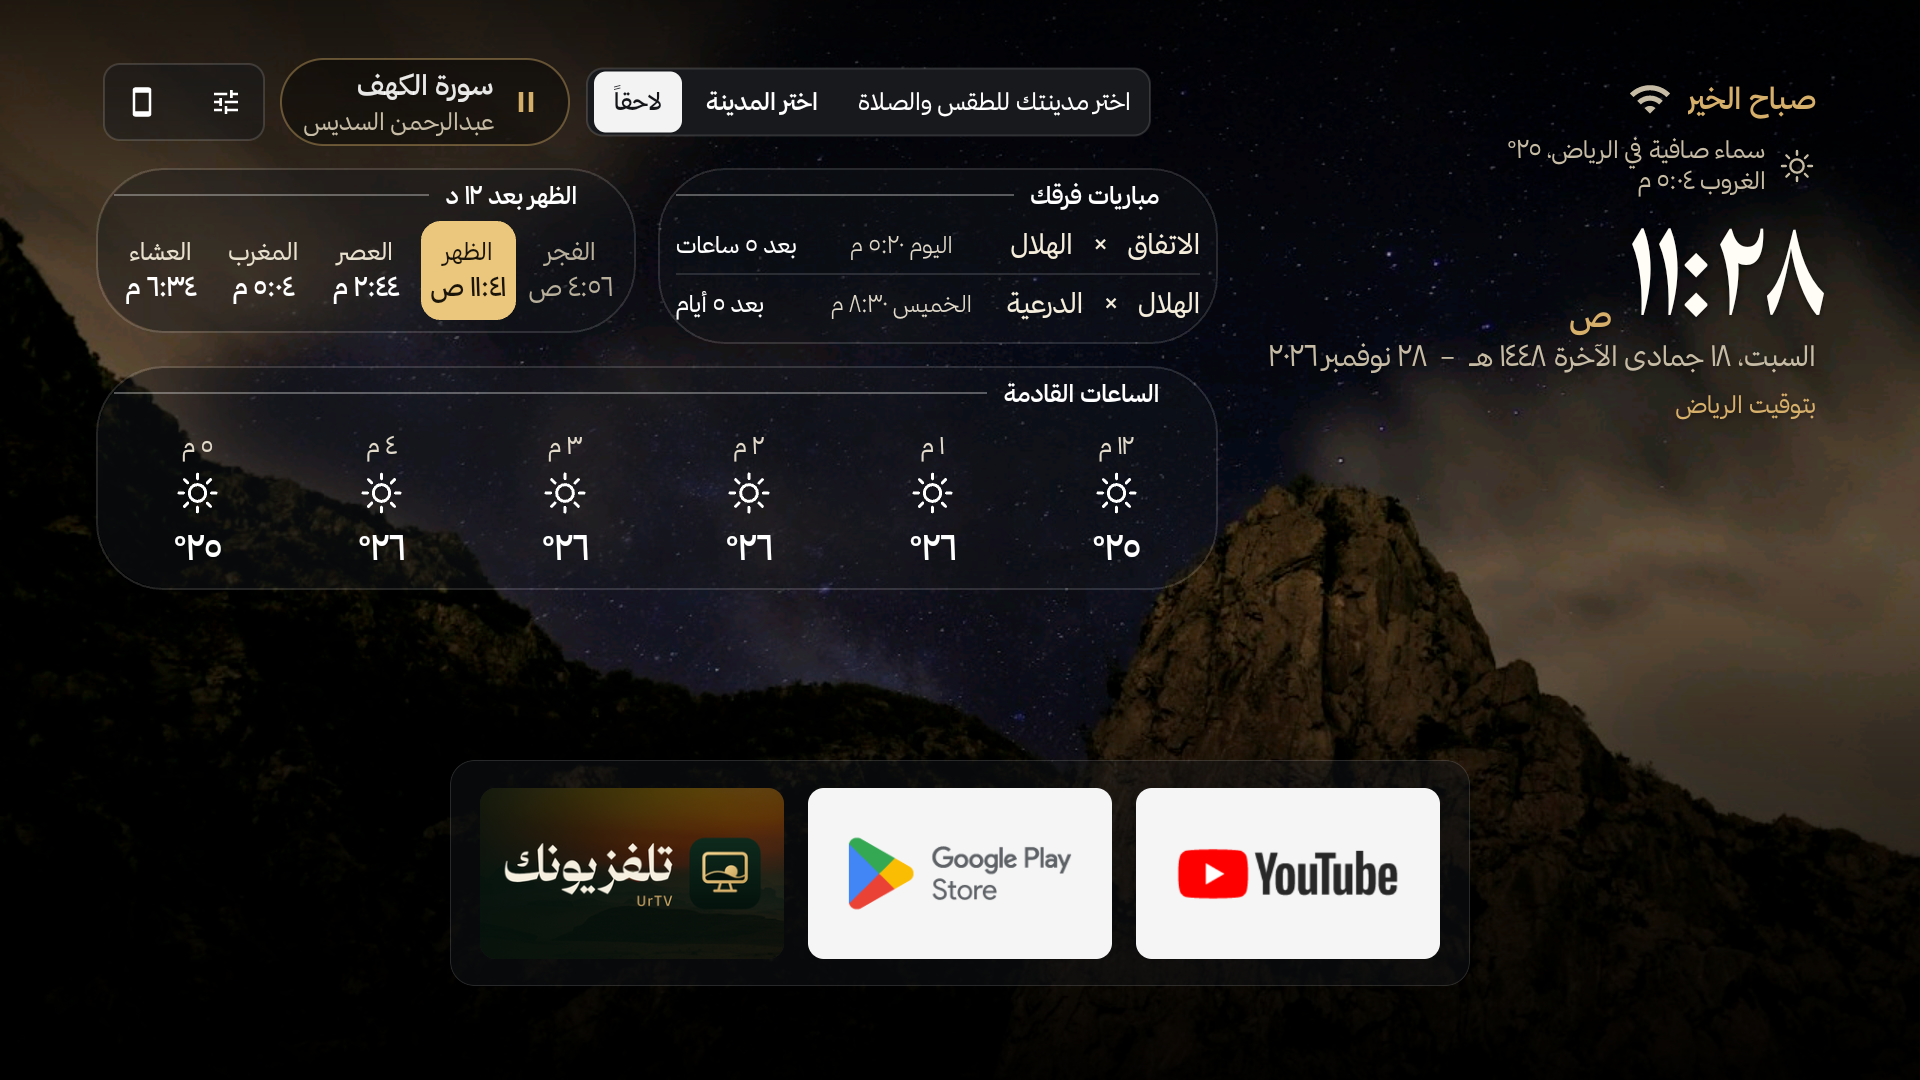 صباح الخير
سماء صافية في الرياض، ٢٥°
الغروب ٥:٠٤ م
١١:٢٨ ص
السبت، ١٨ جمادى الآخرة ١٤٤٨ هـ – ٢٨ نوفمبر ٢٠٢٦
بتوقيت الرياض
اختر مدينتك للطقس والصلاة اختر المدينة لاحقاً
سورة الكهف
عبدالرحمن السديس
مباريات فرقك
الاتفاق × الهلال اليوم ٥:٢٠ م بعد ٥ ساعات
الهلال × الدرعية الخميس ٨:٣٠ م بعد ٥ أيام
الظهر بعد ١٢ د
الفجر الظهر العصر المغرب العشاء
٤:٥٦ ص ١١:٤١ ص ٢:٤٤ م ٥:٠٤ م ٦:٣٤ م
الساعات القادمة
١٢ م ١ م ٢ م ٣ م ٤ م ٥ م
٢٥° ٢٦° ٢٦° ٢٦° ٢٦° ٢٥°
YouTube
Google Play
Store
تلفزيونك
UrTV